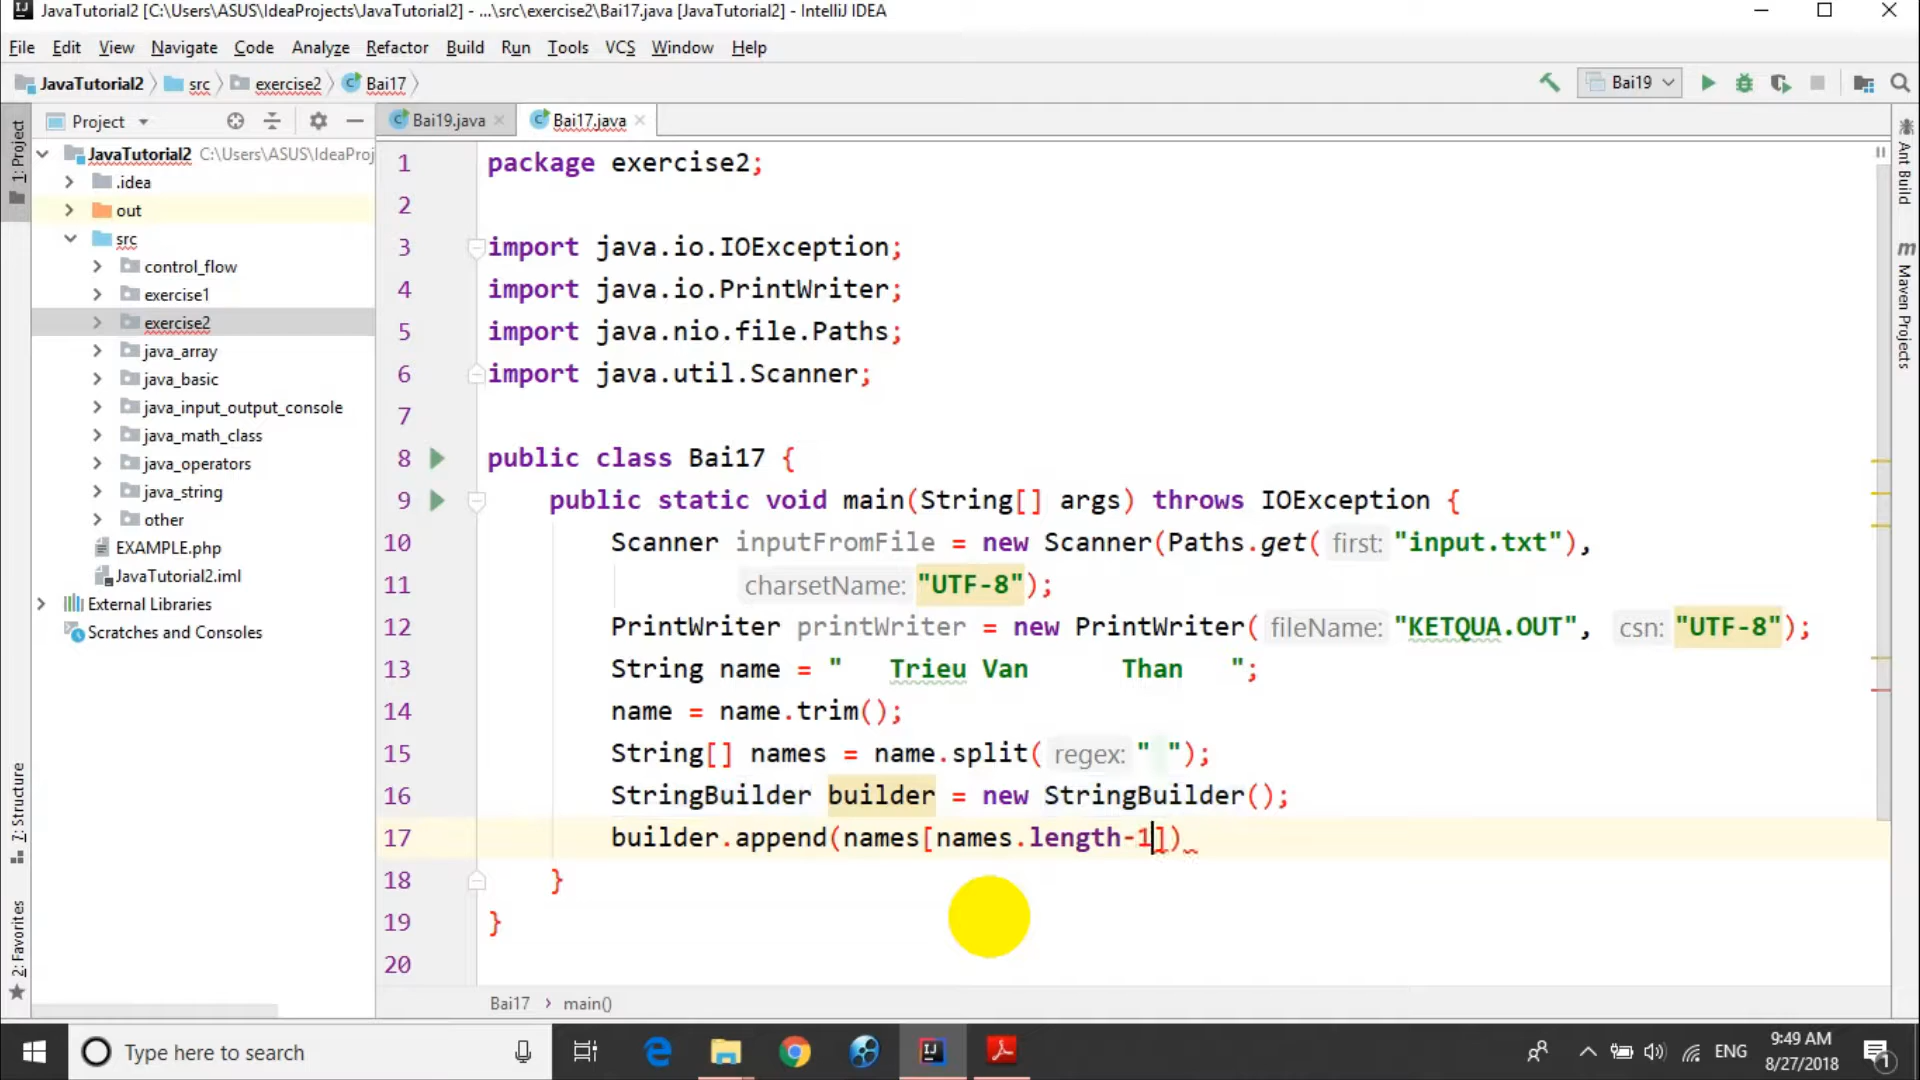 JavaTutorial2 [C:\Users\ASUS\IdeaProjects\JavaTutorial2] - ...\src\exercise2\Bai17.java [JavaTutorial2] - IntelliJ IDEA
File Edit View Navigate Code Analyze Refactor Build Run Tools VCS Window Help
JavaTutorial2 src exercise2 Bai17 Bai19
Project Bai19.java Bai17.java
1: Project
JavaTutorial2 C:\Users\ASUS\IdeaProj
.idea
out
src
control_flow
exercise1
exercise2
java_array
java_basic
java_input_output_console
java_math_class
java_operators
java_string
other
EXAMPLE.php
JavaTutorial2.iml
External Libraries
Scratches and Consoles
7: Structure
2: Favorites
1 package exercise2;
2
3 import java.io.IOException;
4 import java.io.PrintWriter;
5 import java.nio.file.Paths;
6 import java.util.Scanner;
7
8 public class Bai17 {
9 public static void main(String[] args) throws IOException {
10 Scanner inputFromFile = new Scanner(Paths.get( first: "input.txt"),
11 charsetName: "UTF-8");
12 PrintWriter printWriter = new PrintWriter( fileName: "KETQUA.OUT", csn: "UTF-8");
13 String name = "   Trieu Van      Than   ";
14 name = name.trim();
15 String[] names = name.split( regex: " ");
16 StringBuilder builder = new StringBuilder();
17 builder.append(names[names.length-1])
18 }
19 }
20
Ant Build
Maven Projects
Bai17 › main()
Type here to search
ENG
9:49 AM
8/27/2018
1